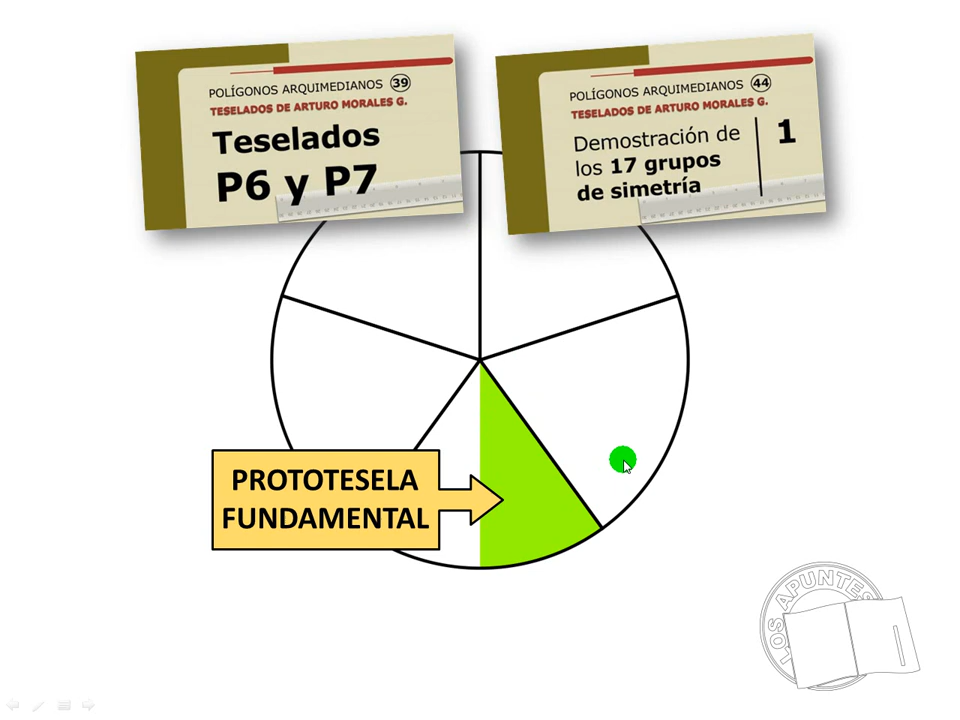 POLÍGONOS ARQUIMEDIANOS 39
TESELADOS DE ARTURO MORALES G.
Teselados
P6 y P7
POLÍGONOS ARQUIMEDIANOS 44
TESELADOS DE ARTURO MORALES G.
Demostración de
los 17 grupos
de simetría
1
PROTOTESELA
FUNDAMENTAL
LOS APUNTES